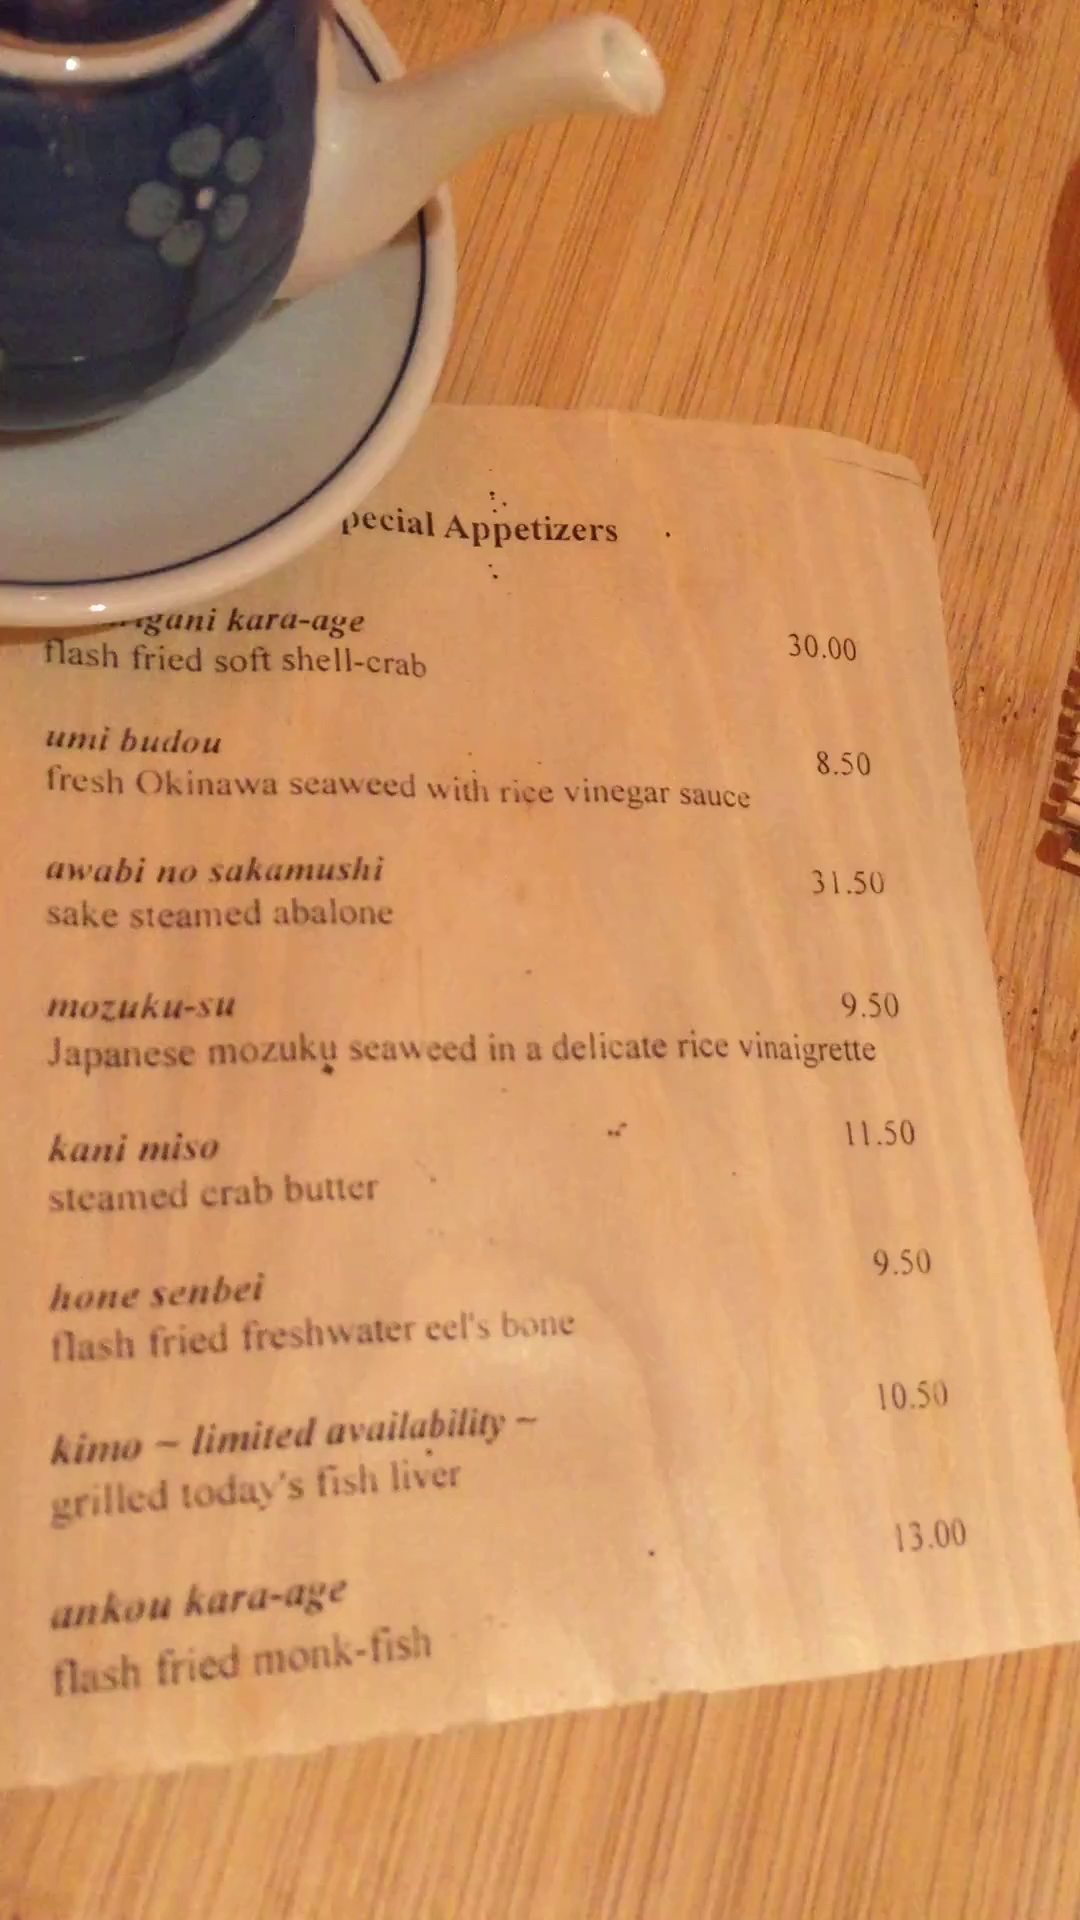 pecial Appetizers
kara-age
flash fried soft shell-crab 30.00
umi budou
fresh Okinawa seaweed with rice vinegar sauce 8.50
awabi no sakamushi
sake steamed abalone 31.50
mozuku-su 9.50
Japanese mozuku seaweed in a delicate rice vinaigrette
kani miso 11.50
steamed crab butter
hone senbei 9.50
flash fried freshwater eel's bone
kimo ~ limited availability ~ 10.50
grilled today's fish liver
ankou kara-age 13.00
flash fried monk-fish